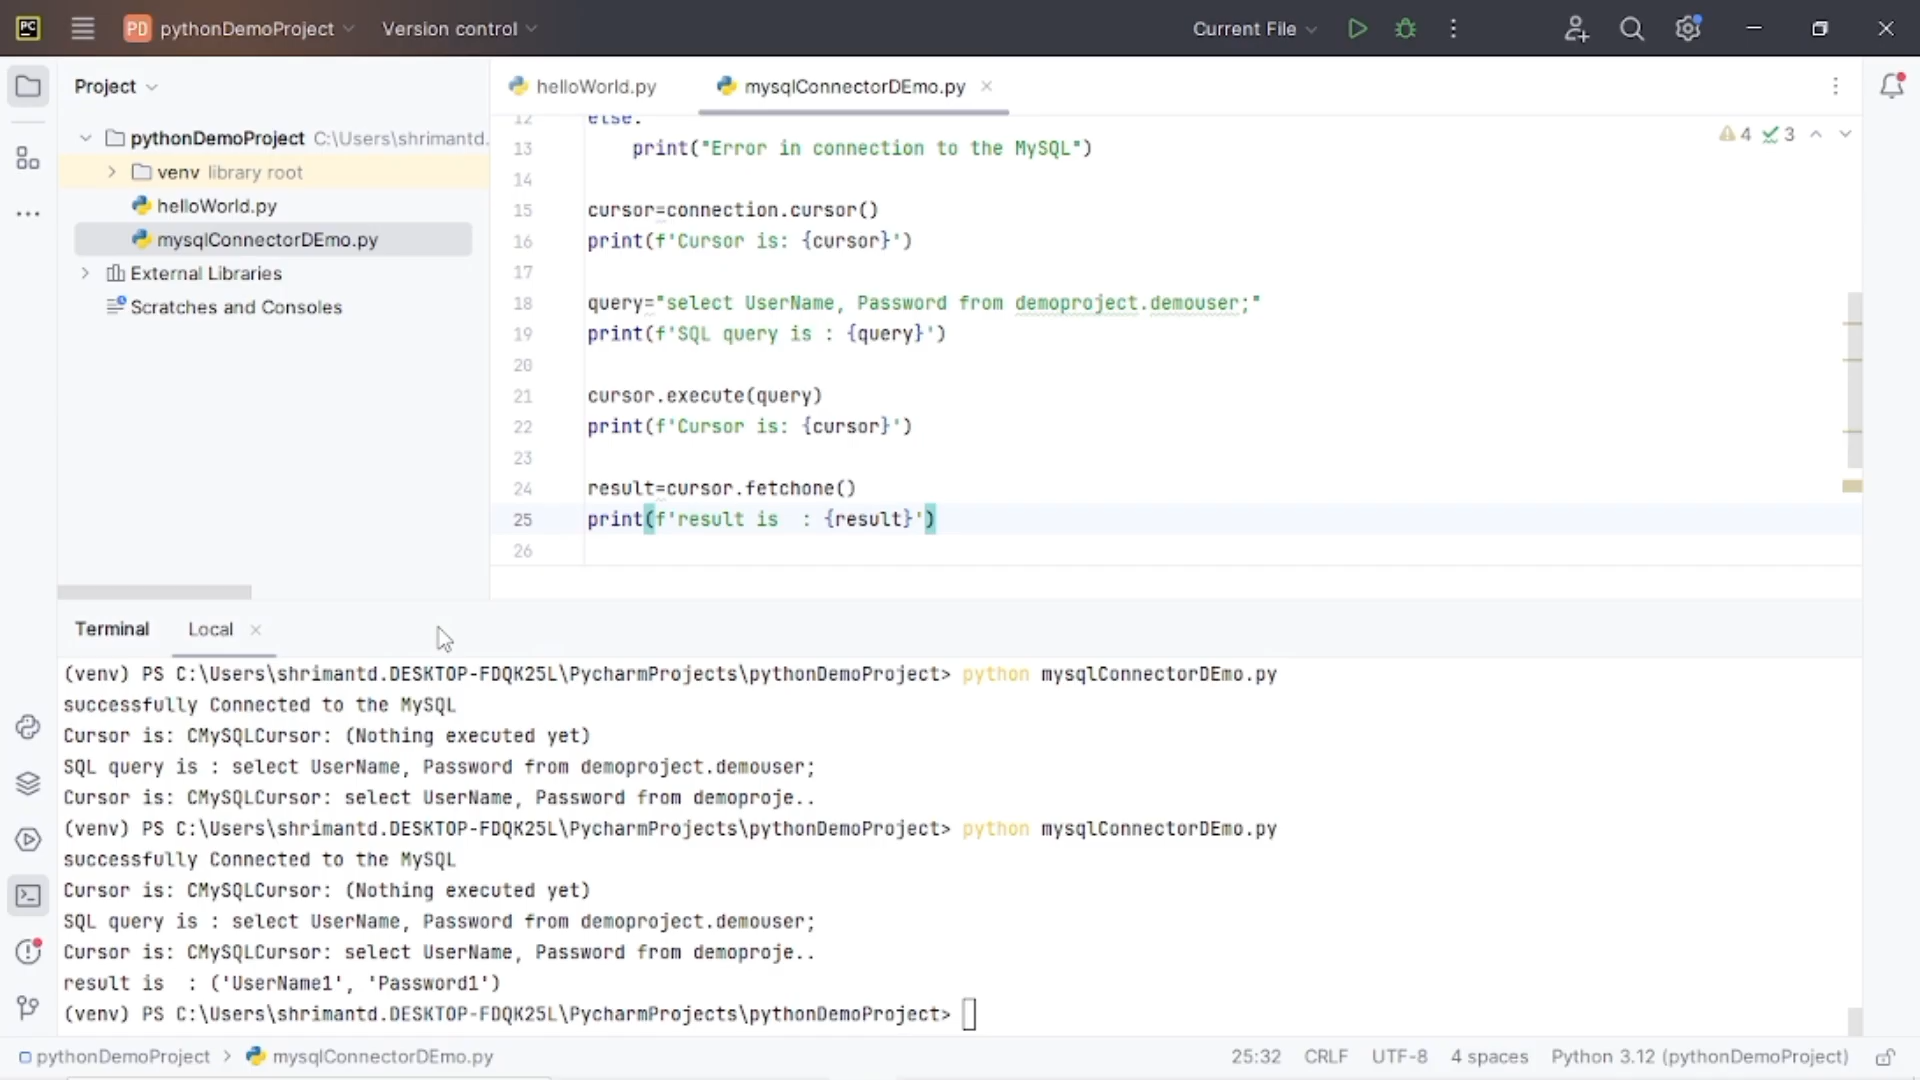 PC
PD pythonDemoProject
Version control
Current File
Project
helloWorld.py
mysqlConnectorDEmo.py
pythonDemoProject C:\Users\shrimantd.
venv library root
helloWorld.py
mysqlConnectorDEmo.py
External Libraries
Scratches and Consoles
4 3
12 else:
13 print("Error in connection to the MySQL")
14
15 cursor=connection.cursor()
16 print(f'Cursor is: {cursor}')
17
18 query="select UserName, Password from demoproject.demouser;"
19 print(f'SQL query is : {query}')
20
21 cursor.execute(query)
22 print(f'Cursor is: {cursor}')
23
24 result=cursor.fetchone()
25 print(f'result is  : {result}')
26
Terminal Local
(venv) PS C:\Users\shrimantd.DESKTOP-FDQK25L\PycharmProjects\pythonDemoProject> python mysqlConnectorDEmo.py
successfully Connected to the MySQL
Cursor is: CMySQLCursor: (Nothing executed yet)
SQL query is : select UserName, Password from demoproject.demouser;
Cursor is: CMySQLCursor: select UserName, Password from demoproje..
(venv) PS C:\Users\shrimantd.DESKTOP-FDQK25L\PycharmProjects\pythonDemoProject> python mysqlConnectorDEmo.py
successfully Connected to the MySQL
Cursor is: CMySQLCursor: (Nothing executed yet)
SQL query is : select UserName, Password from demoproject.demouser;
Cursor is: CMySQLCursor: select UserName, Password from demoproje..
result is  : ('UserName1', 'Password1')
(venv) PS C:\Users\shrimantd.DESKTOP-FDQK25L\PycharmProjects\pythonDemoProject>
pythonDemoProject > mysqlConnectorDEmo.py
25:32 CRLF UTF-8 4 spaces Python 3.12 (pythonDemoProject)